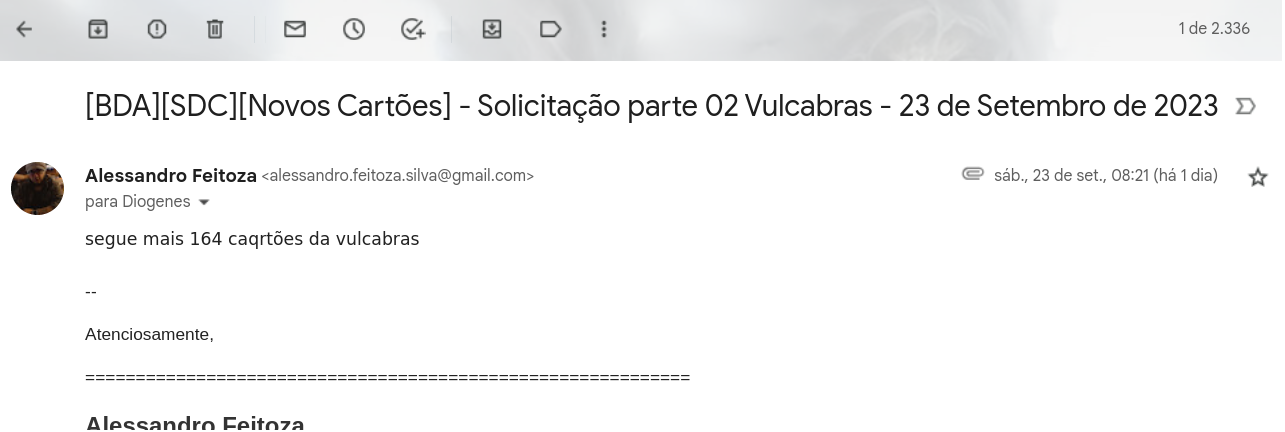 1 de 2.336
[BDA][SDC][Novos Cartões] - Solicitação parte 02 Vulcabras - 23 de Setembro de 2023
Alessandro Feitoza <alessandro.feitoza.silva@gmail.com> sáb., 23 de set., 08:21 (há 1 dia)
para Diogenes
segue mais 164 caqrtões da vulcabras
--
Atenciosamente,
============================================================
Alessandro Feitoza